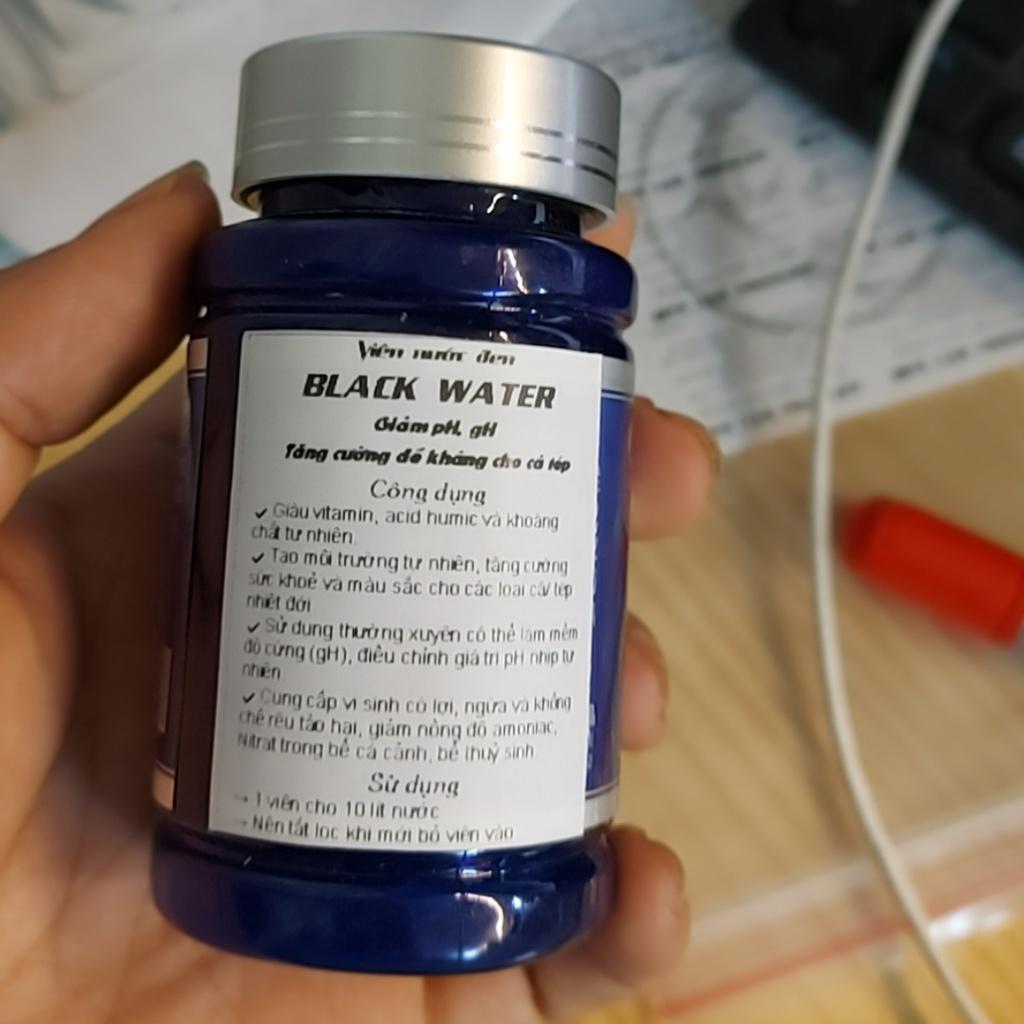 Viên nước đen
BLACK WATER
Giảm pH, gH
Tăng cường đề kháng cho cá tép
Công dụng
✔ Giàu vitamin, acid humic và khoáng
chất tự nhiên.
✔ Tạo môi trường tự nhiên, tăng cường
sức khoẻ và màu sắc cho các loại cá/ tép
nhiệt đới
✔ Sử dụng thường xuyên có thể làm mềm
độ cứng (gH), điều chỉnh giá trị pH nhịp tự
nhiên
✔ Cung cấp vi sinh có lợi, ngừa và khống
chế rêu tảo hại, giảm nồng độ amoniac,
Nitrat trong bể cá cảnh, bể thuỷ sinh
Sử dụng
→ 1 viên cho 10 lít nước
→ Nên tắt lọc khi mới bỏ viên vào